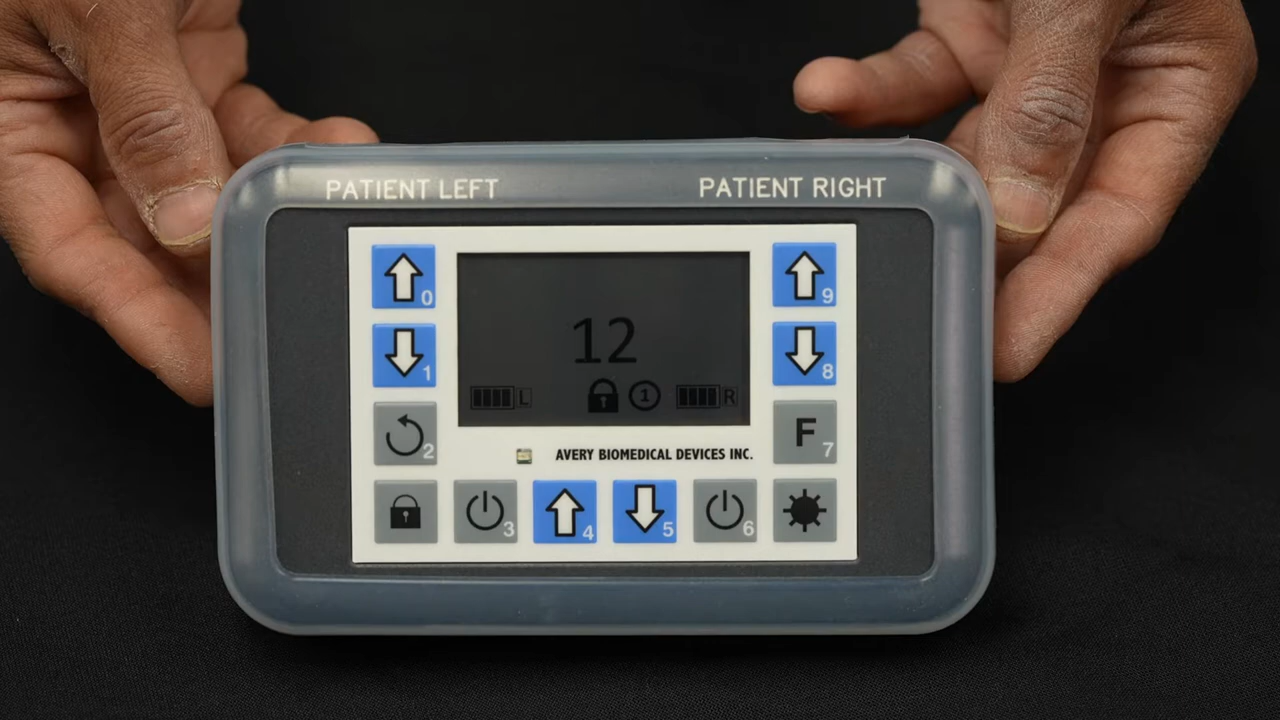 PATIENT LEFT PATIENT RIGHT
0 9
12
1 8
L 1 R
2 F 7
AVERY BIOMEDICAL DEVICES INC.
3 4 5 6